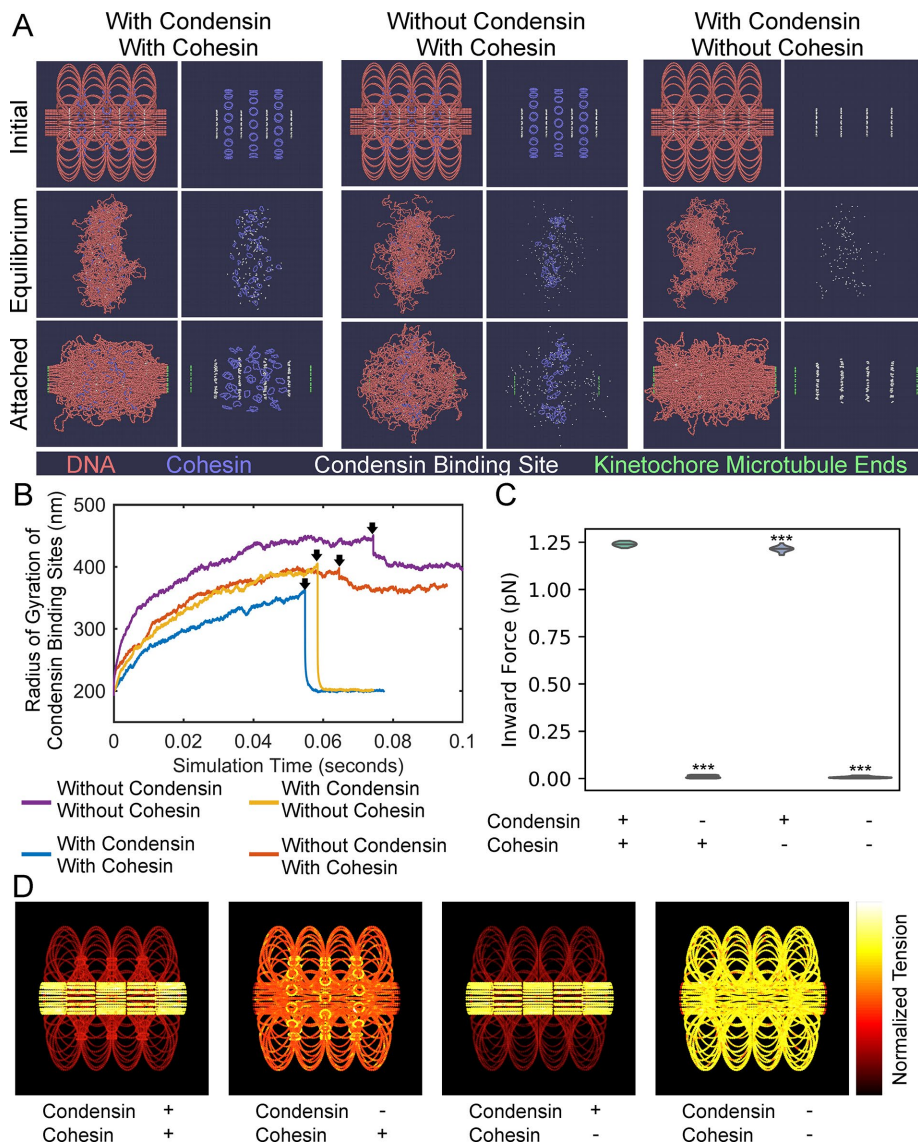 A
With Condensin
With Cohesin
Without Condensin
With Cohesin
With Condensin
Without Cohesin
Initial
Equilibrium
Attached
DNA
Cohesin
Condensin Binding Site
Kinetochore Microtubule Ends
B
Radius of Gyration of
Condensin Binding Sites (nm)
500
400
300
200
0
0.02
0.04
0.06
0.08
0.1
Simulation Time (seconds)
Without Condensin
Without Cohesin
With Condensin
Without Cohesin
With Condensin
With Cohesin
Without Condensin
With Cohesin
C
Inward Force (pN)
1.25
1.00
0.75
0.50
0.25
0.00
***
***
***
Condensin + - + -
Cohesin + + - -
D
Condensin +
Cohesin +
Condensin -
Cohesin +
Condensin +
Cohesin -
Condensin -
Cohesin -
Normalized Tension